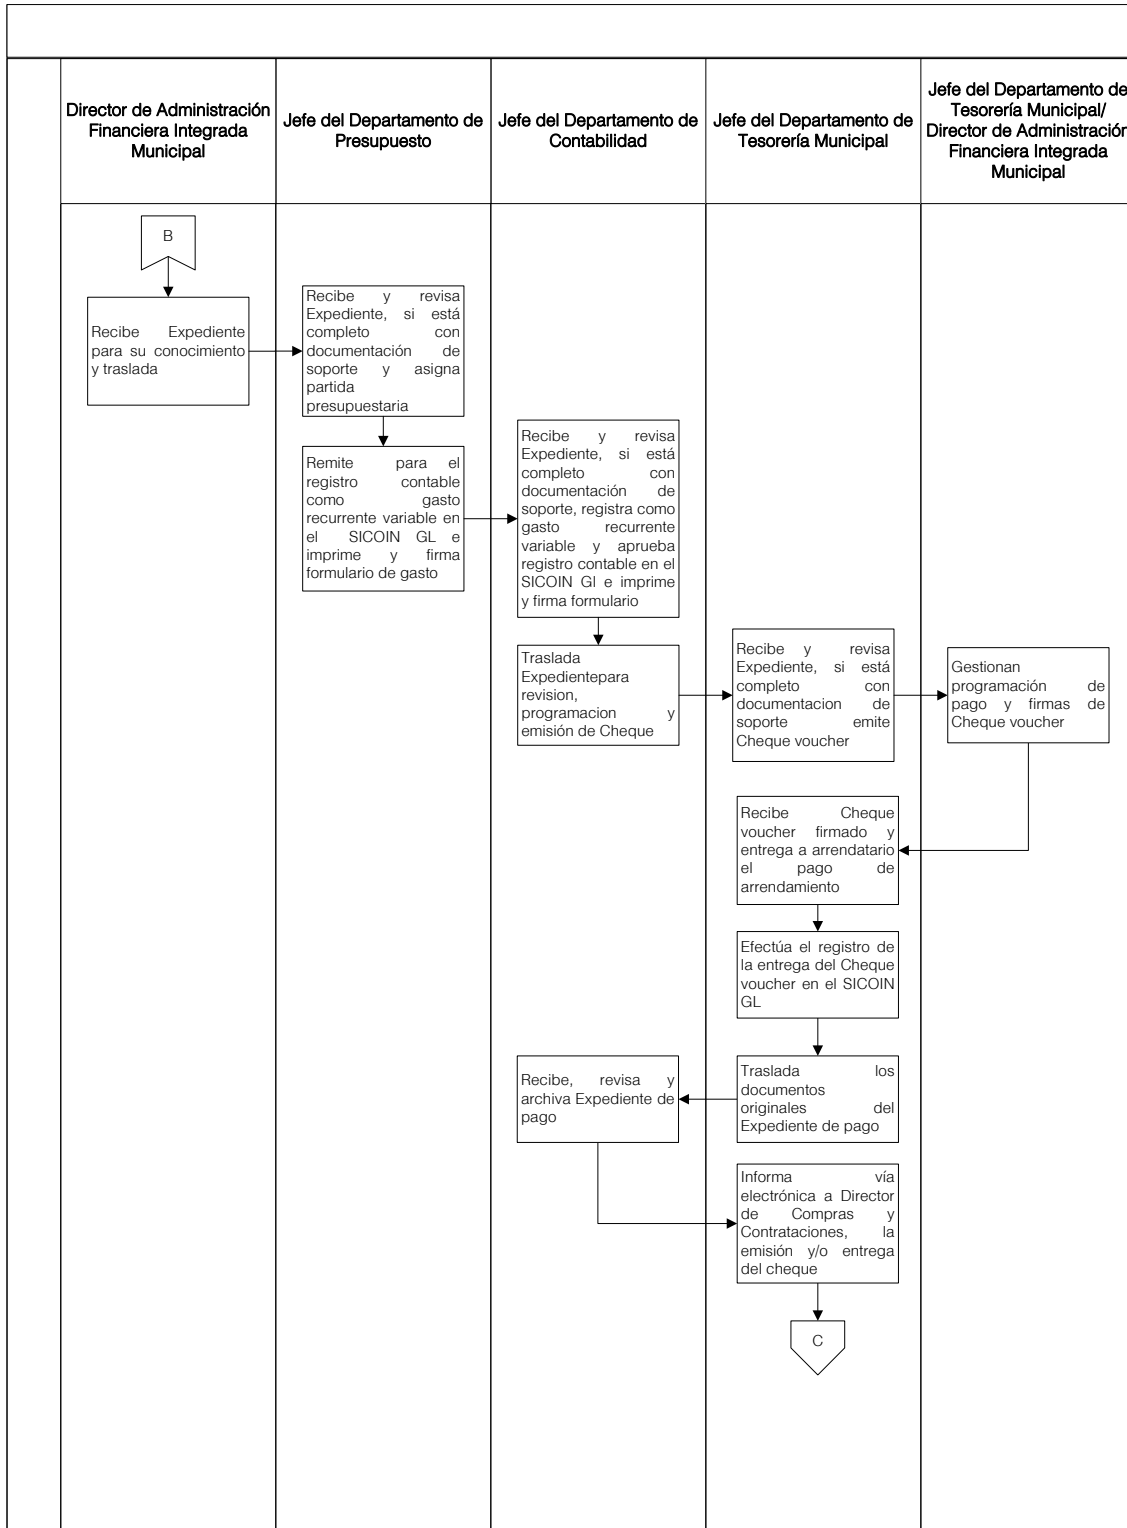 Director de Administración
Financiera Integrada
Municipal
Jefe del Departamento de
Presupuesto
Jefe del Departamento de
Contabilidad
Jefe del Departamento de
Tesorería Municipal
Jefe del Departamento de
Tesorería Municipal/
Director de Administración
Financiera Integrada
Municipal
B
Recibe Expediente
para su conocimiento
y traslada
Recibe y revisa
Expediente, si está
completo con
documentación de
soporte y asigna
partida
presupuestaria
Remite para el
registro contable
como gasto
recurrente variable en
el SICOIN GL e
imprime y firma
formulario de gasto
Recibe y revisa
Expediente, si está
completo con
documentación de
soporte, registra como
gasto recurrente
variable y aprueba
registro contable en el
SICOIN Gl e imprime
y firma formulario
Traslada
Expedientepara
revision,
programacion y
emisión de Cheque
Recibe y revisa
Expediente, si está
completo con
documentacion de
soporte emite
Cheque voucher
Gestionan
programación de
pago y firmas de
Cheque voucher
Recibe Cheque
voucher firmado y
entrega a arrendatario
el pago de
arrendamiento
Efectúa el registro de
la entrega del Cheque
voucher en el SICOIN
GL
Traslada los
documentos
originales del
Expediente de pago
Recibe, revisa y
archiva Expediente de
pago
Informa vía
electrónica a Director
de Compras y
Contrataciones, la
emisión y/o entrega
del cheque
C